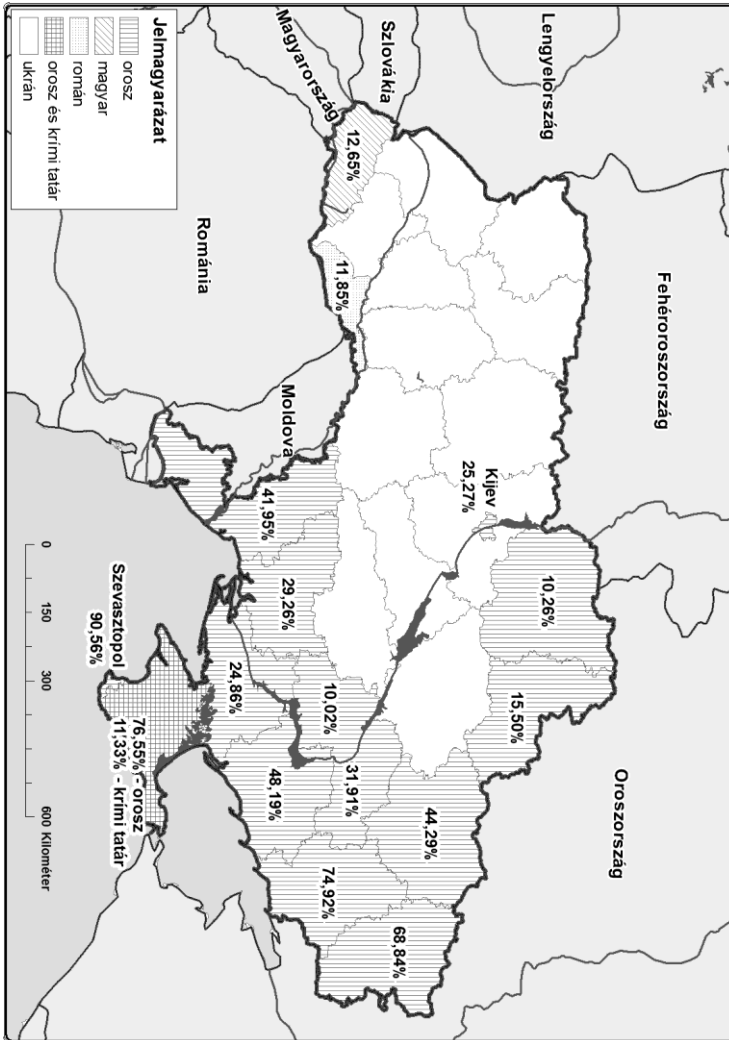 Lengyelország
Fehéroroszország
Oroszország
Szlovákia
Magyarország
Románia
Moldova
Kijev
25,27%
10,26%
15,50%
12,65%
11,85%
44,29%
68,84%
31,91%
10,02%
74,92%
48,19%
41,95%
29,26%
24,86%
Szevasztopol
90,56%
76,55% - orosz
11,33% - krími tatár
Jelmagyarázat
orosz
magyar
román
orosz és krími tatár
ukrán
0 150 300 600 Kilométer